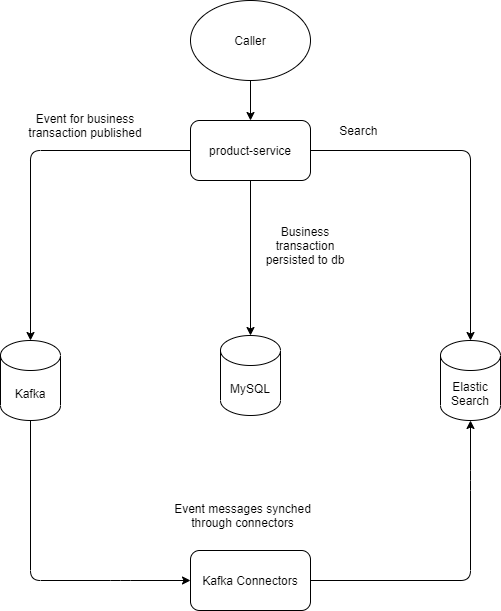 Caller
Event for business
transaction published
Search
product-service
Business
transaction
persisted to db
Kafka
MySQL
Elastic
Search
Event messages synched
through connectors
Kafka Connectors